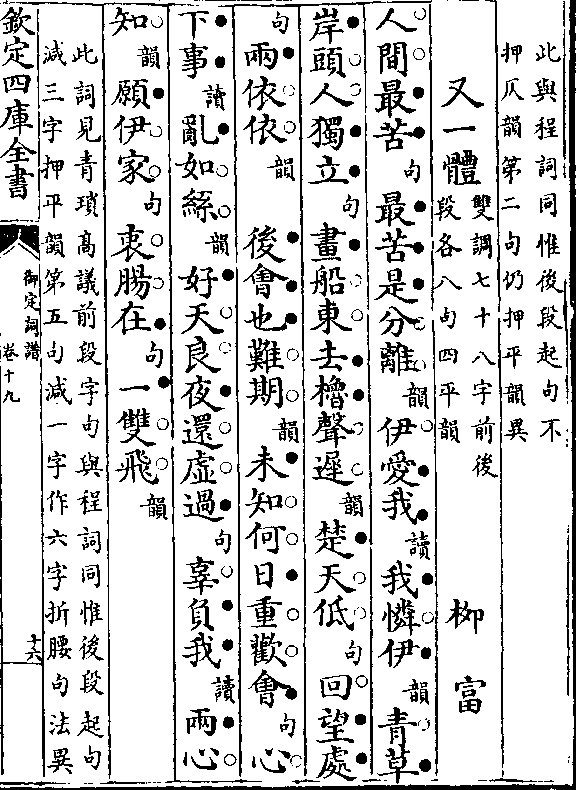 此與程詞同惟後段起句不
押仄韻第二句仍押平韻異
又一體 雙調七十八字前後 段各八句四平韻 柳富
人間最苦句最苦是分離韻伊愛我讀我憐伊韻青草
岸頭人獨立句畫船東去櫓聲遲韻楚天低句回望處
句兩依依韻 後會也難期韻未知何日重歡會句心
下事讀亂如絲韻好天良夜還虛過句辜負我讀兩心
知韻願伊家句衷腸在句一雙飛韻
此詞見青瑣高議前段字句與程詞同惟後段起句
減三字押平韻第五句減一字作六字折腰句法異
欽定四庫全書
御定詞譜
卷十九
十六